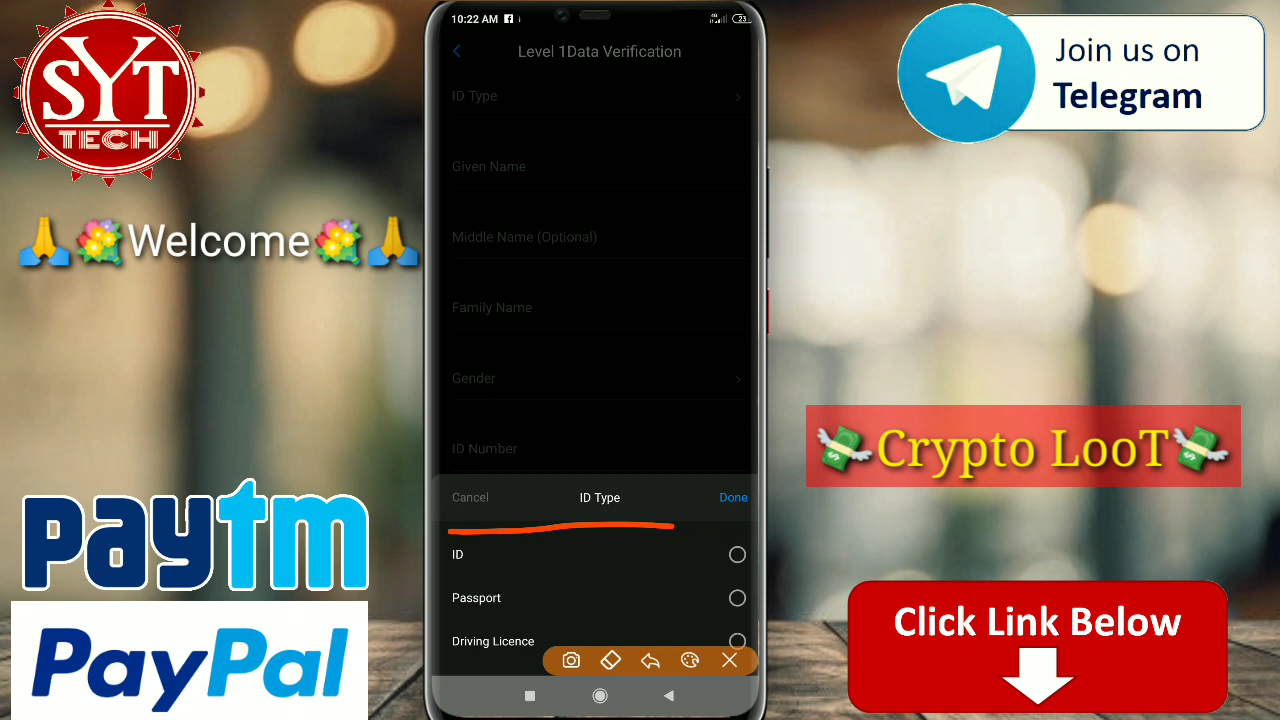 SYT
TECH
🙏💐Welcome💐🙏
paytm
PayPal
10:22 AM
4G
23
Level 1Data Verification
ID Type
Given Name
Middle Name (Optional)
Family Name
Gender
ID Number
Cancel
ID Type
Done
ID
Passport
Driving Licence
Join us on
Telegram
💸Crypto LooT💸
Click Link Below